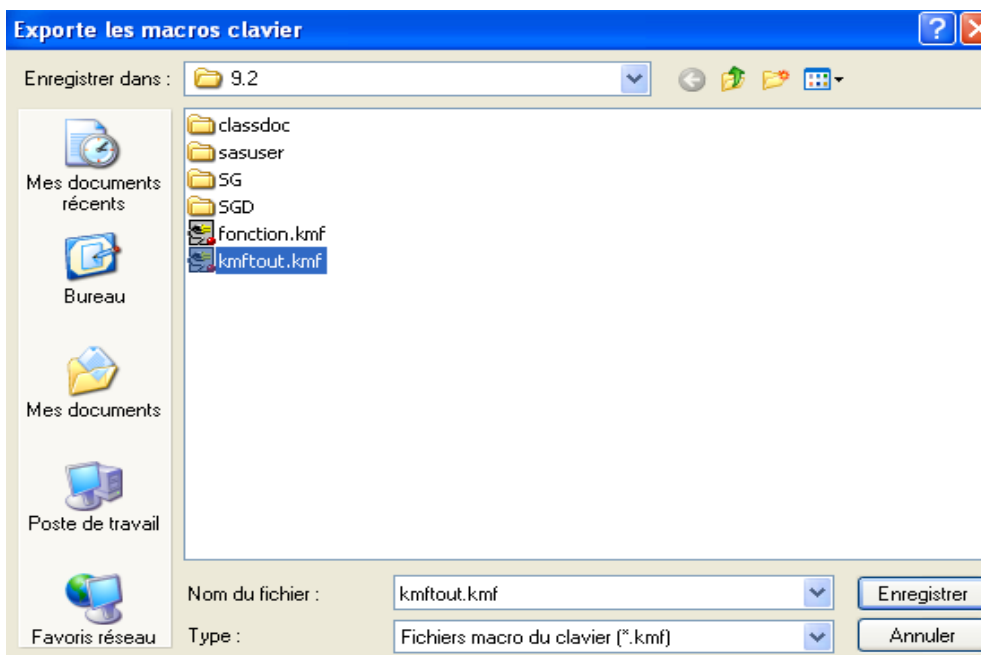 Exporte les macros clavier
Enregistrer dans :
9.2
Mes documents
récents
Bureau
Mes documents
Poste de travail
Favoris réseau
classdoc
sasuser
SG
SGD
fonction.kmf
kmftout.kmf
Nom du fichier :
kmftout.kmf
Enregistrer
Type :
Fichiers macro du clavier (*.kmf)
Annuler